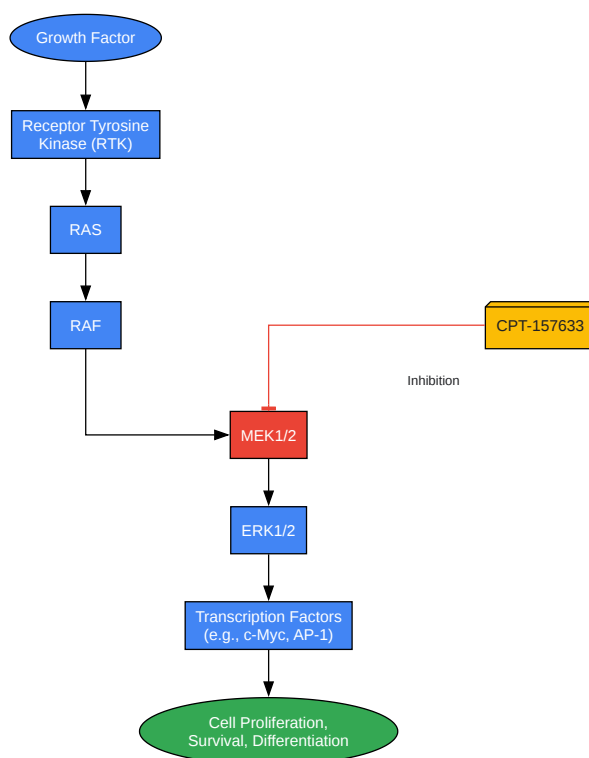 Growth Factor
Receptor Tyrosine
Kinase (RTK)
RAS
RAF
CPT-157633
Inhibition
MEK1/2
ERK1/2
Transcription Factors
(e.g., c-Myc, AP-1)
Cell Proliferation,
Survival, Differentiation